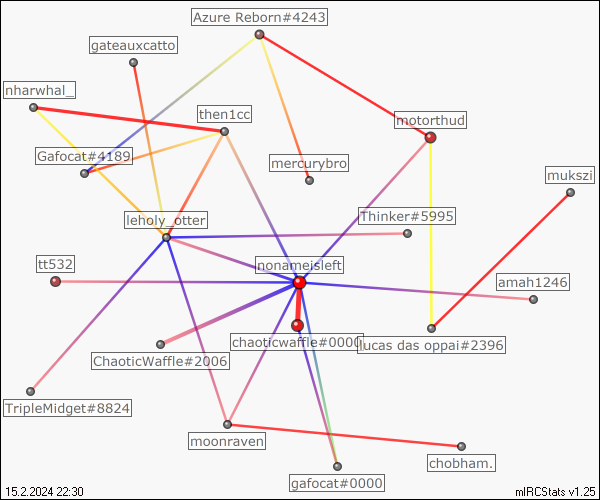 Azure Reborn#4243
gateauxcatto
nharwhal_
then1cc
motorthud
Gafocat#4189
mercurybro
mukszi
Thinker#5995
leholy_otter
tt532
nonameisleft
amah1246
chaoticwaffle#0000
lucas das oppai#2396
ChaoticWaffle#2006
TripleMidget#8824
moonraven
chobham.
gafocat#0000
15.2.2024 22:30
mIRCStats v1.25